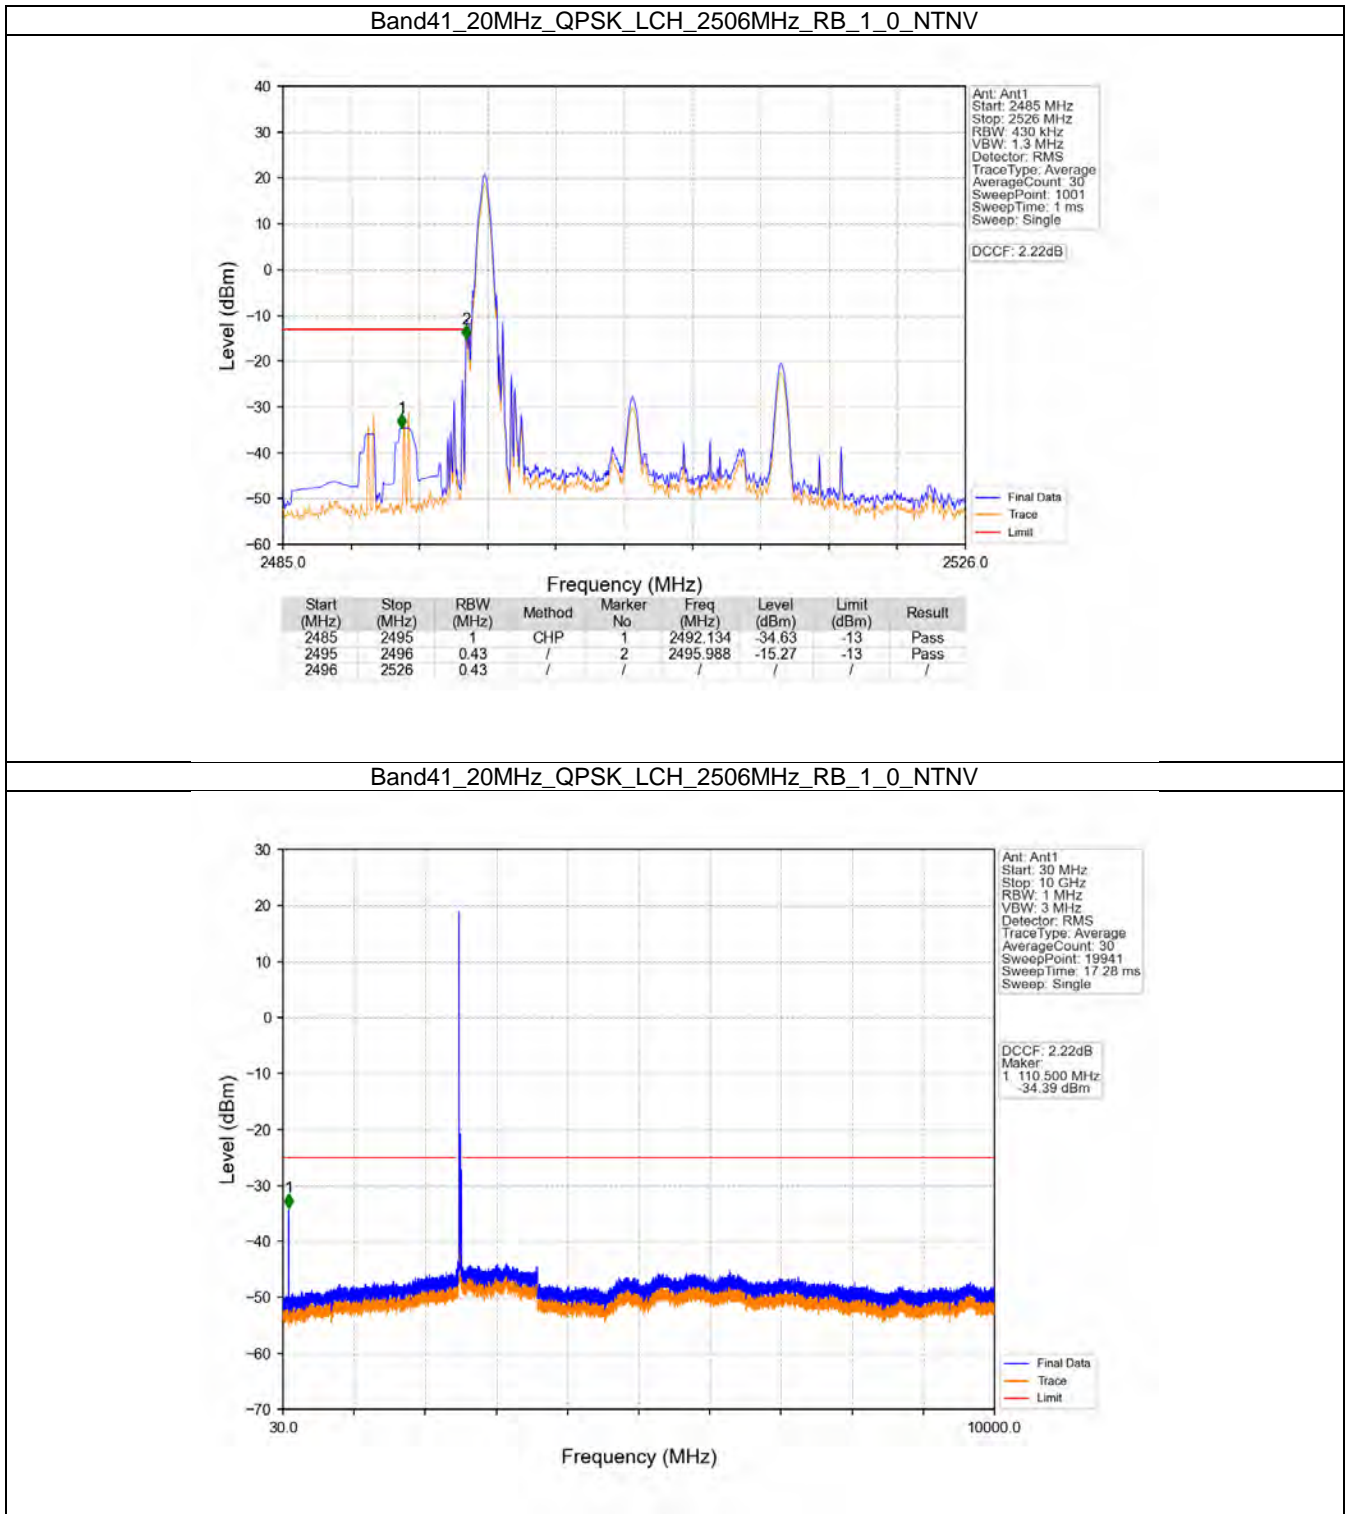 Band41_20MHz_QPSK_LCH_2506MHz_RB_1_0_NTNV
40
30
20
10
0
−10
−20
−30
−40
−50
−60
Level (dBm)
1
2
2485.0
2526.0
Frequency (MHz)
Ant: Ant1
Start: 2485 MHz
Stop: 2526 MHz
RBW: 430 kHz
VBW: 1.3 MHz
Detector: RMS
TraceType: Average
AverageCount: 30
SweepPoint: 1001
SweepTime: 1 ms
Sweep: Single
DCCF: 2.22dB
Final Data
Trace
Limit
Start (MHz) Stop (MHz) RBW (MHz) Method Marker No Freq (MHz) Level (dBm) Limit (dBm) Result
2485 2495 1 CHP 1 2492.134 -34.63 -13 Pass
2495 2496 0.43 / 2 2495.988 -15.27 -13 Pass
2496 2526 0.43 / / / / / /
Band41_20MHz_QPSK_LCH_2506MHz_RB_1_0_NTNV
30
20
10
0
−10
−20
−30
−40
−50
−60
−70
Level (dBm)
1
30.0
10000.0
Frequency (MHz)
Ant: Ant1
Start: 30 MHz
Stop: 10 GHz
RBW: 1 MHz
VBW: 3 MHz
Detector: RMS
TraceType: Average
AverageCount: 30
SweepPoint: 19941
SweepTime: 17.28 ms
Sweep: Single
DCCF: 2.22dB
Maker:
1 110.500 MHz
-34.39 dBm
Final Data
Trace
Limit